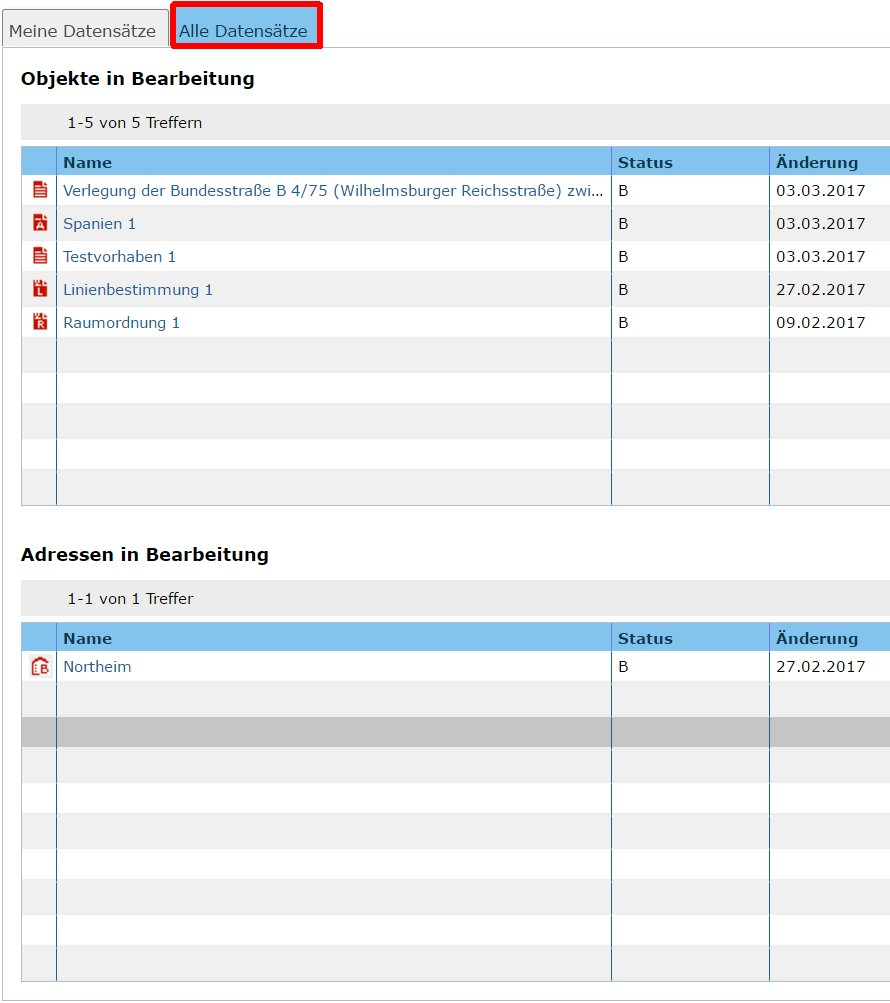 Meine Datensätze Alle Datensätze
Objekte in Bearbeitung
1-5 von 5 Treffern
Name Status Änderung
Verlegung der Bundesstraße B 4/75 (Wilhelmsburger Reichsstraße) zwi... B 03.03.2017
A Spanien 1 B 03.03.2017
Testvorhaben 1 B 03.03.2017
L Linienbestimmung 1 B 27.02.2017
R Raumordnung 1 B 09.02.2017
Adressen in Bearbeitung
1-1 von 1 Treffer
Name Status Änderung
B Northeim B 27.02.2017